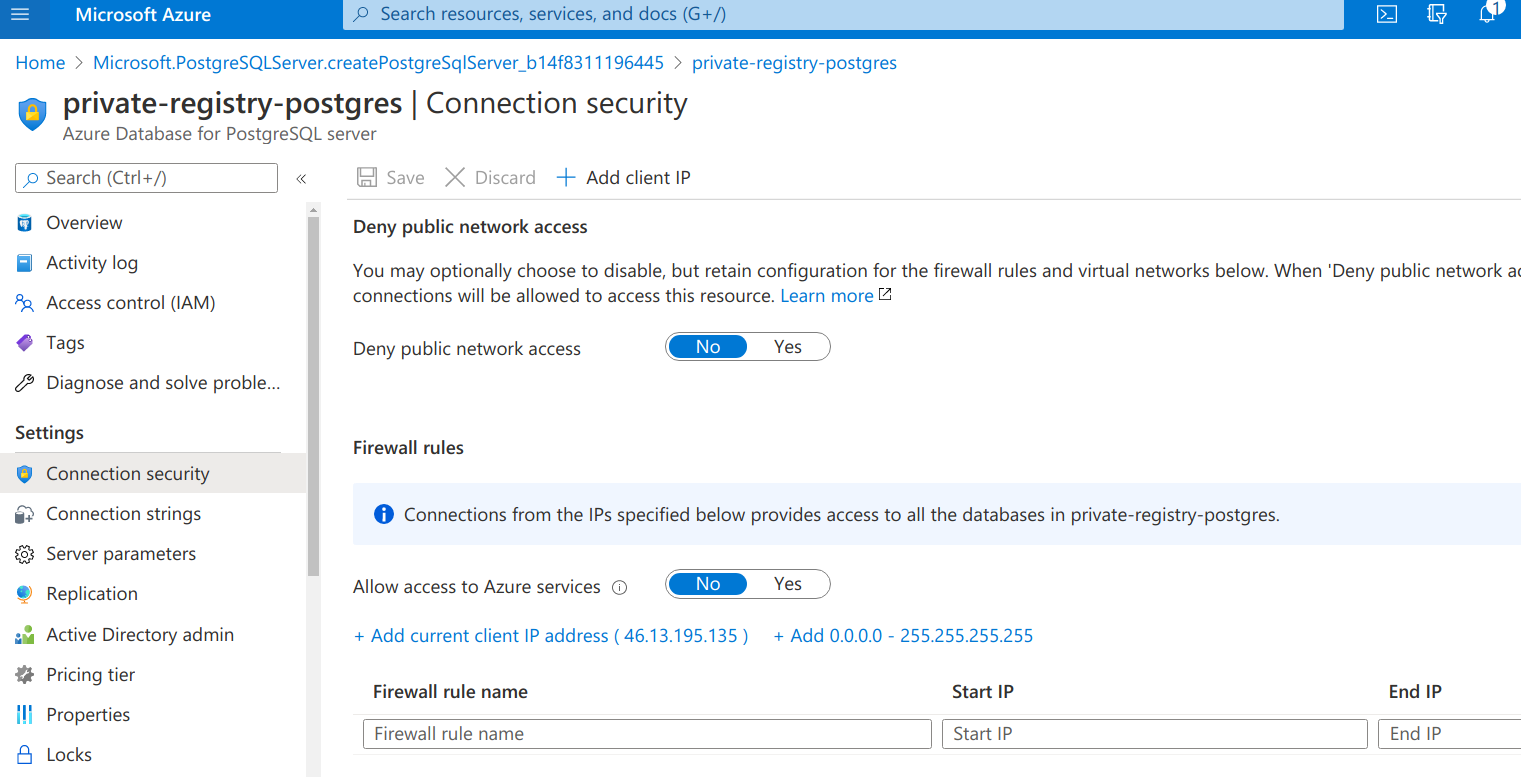 Microsoft Azure
Search resources, services, and docs (G+/)
1
Home > Microsoft.PostgreSQLServer.createPostgreSqlServer_b14f8311196445 > private-registry-postgres
private-registry-postgres | Connection security
Azure Database for PostgreSQL server
Search (Ctrl+/)
«
Save
Discard
+ Add client IP
Overview
Activity log
Access control (IAM)
Tags
Diagnose and solve proble...
Settings
Connection security
Connection strings
Server parameters
Replication
Active Directory admin
Pricing tier
Properties
Locks
Deny public network access
You may optionally choose to disable, but retain configuration for the firewall rules and virtual networks below. When 'Deny public network
connections will be allowed to access this resource. Learn more
Deny public network access
No
Yes
Firewall rules
Connections from the IPs specified below provides access to all the databases in private-registry-postgres.
Allow access to Azure services
No
Yes
+ Add current client IP address ( 46.13.195.135 )
+ Add 0.0.0.0 - 255.255.255.255
Firewall rule name
Start IP
End IP
Firewall rule name
Start IP
End IP